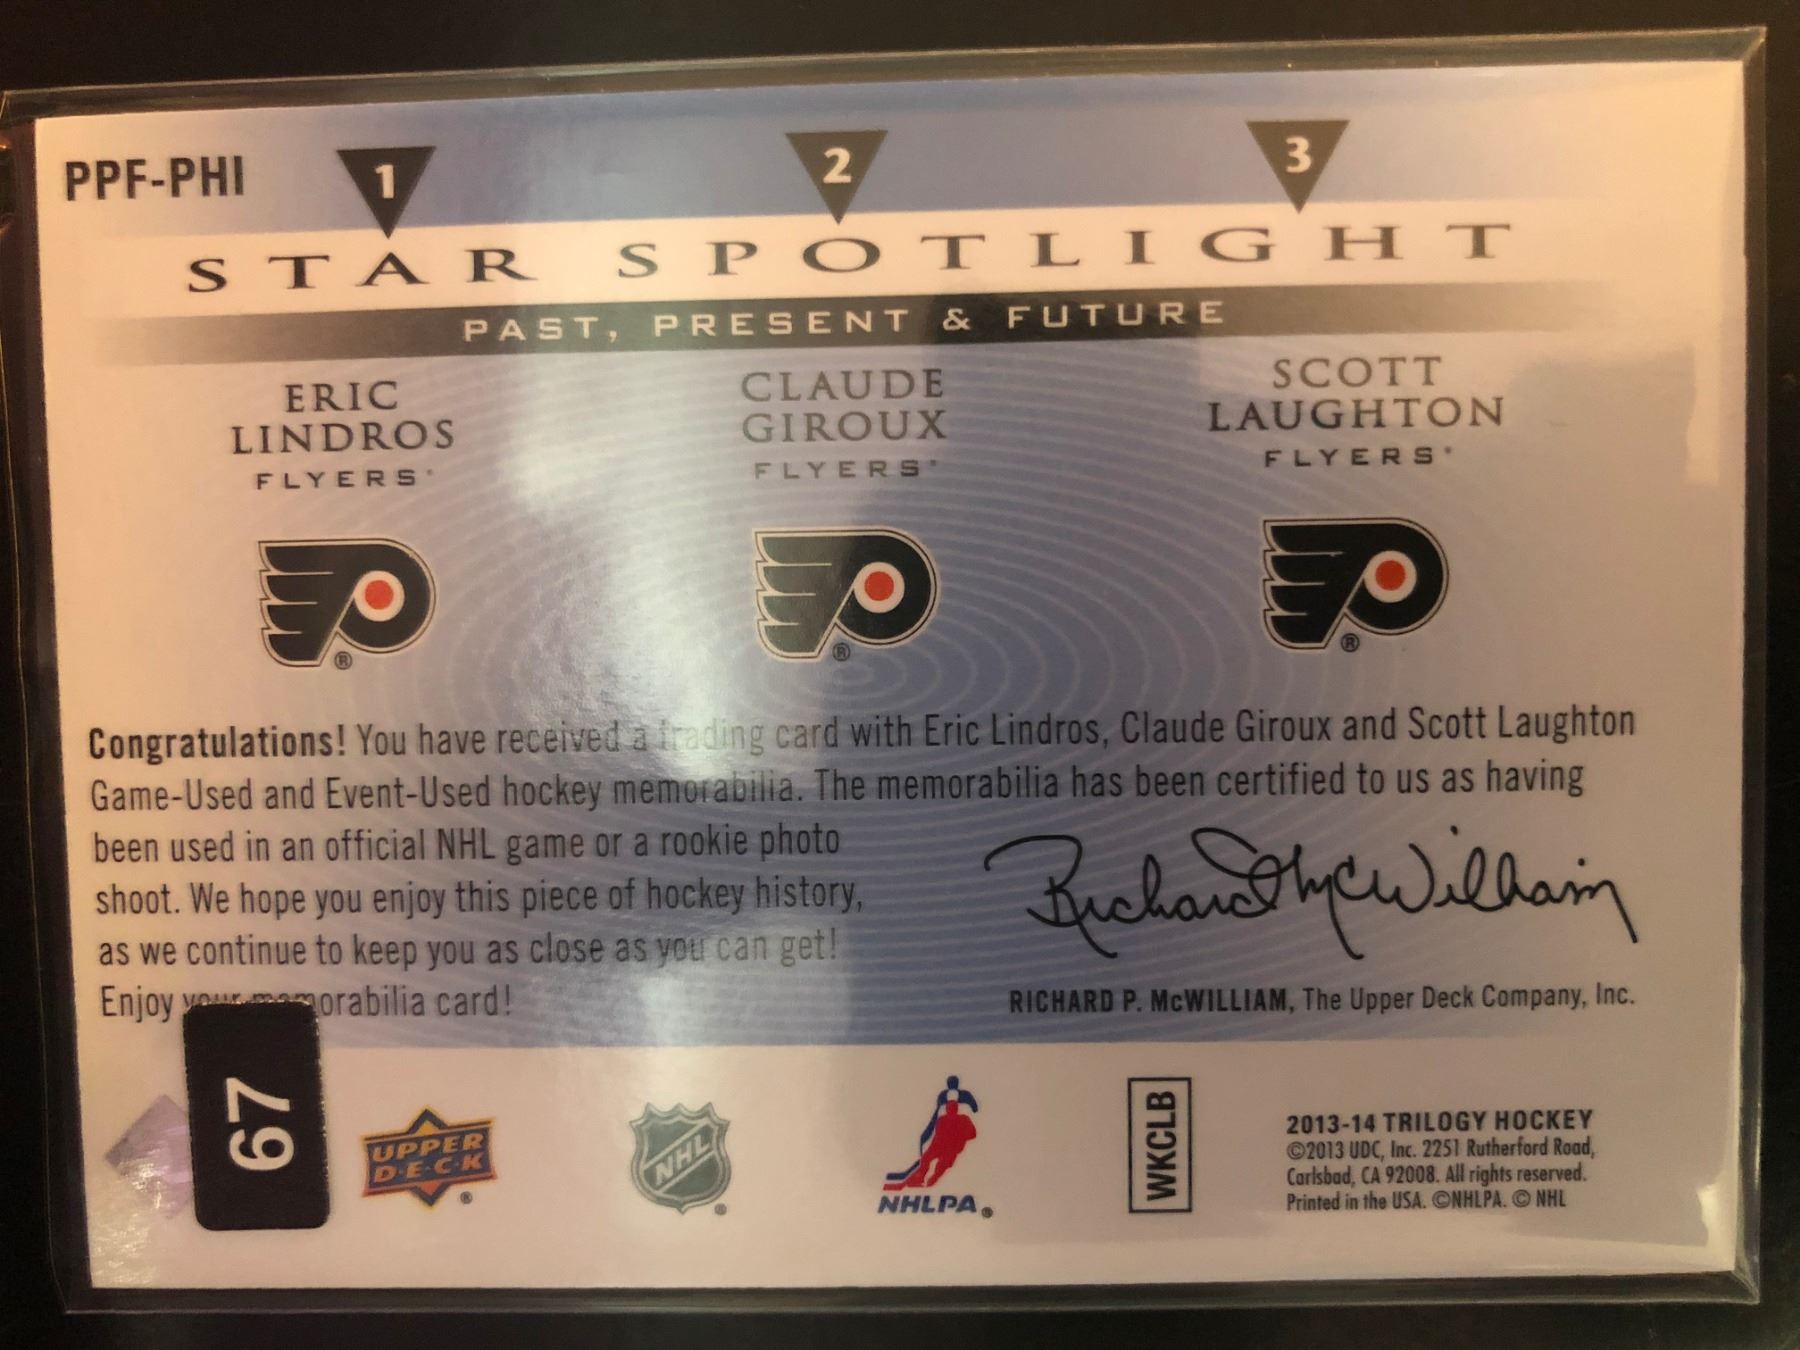 PPF-PHI
1 2 3
STAR SPOTLIGHT
PAST, PRESENT & FUTURE
ERIC
LINDROS
FLYERS
CLAUDE
GIROUX
FLYERS
SCOTT
LAUGHTON
FLYERS
® ® ®
Congratulations! You have received a trading card with Eric Lindros, Claude Giroux and Scott Laughton
Game-Used and Event-Used hockey memorabilia. The memorabilia has been certified to us as having
been used in an official NHL game or a rookie photo
shoot. We hope you enjoy this piece of hockey history,
as we continue to keep you as close as you can get!
Enjoy your memorabilia card!
Richard McWilliam
RICHARD P. McWILLIAM, The Upper Deck Company, Inc.
67
UPPER
D·E·C·K
®
NHL
®
NHLPA®
WKCLB
2013-14 TRILOGY HOCKEY
©2013 UDC, Inc. 2251 Rutherford Road,
Carlsbad, CA 92008. All rights reserved.
Printed in the USA. ©NHLPA. © NHL